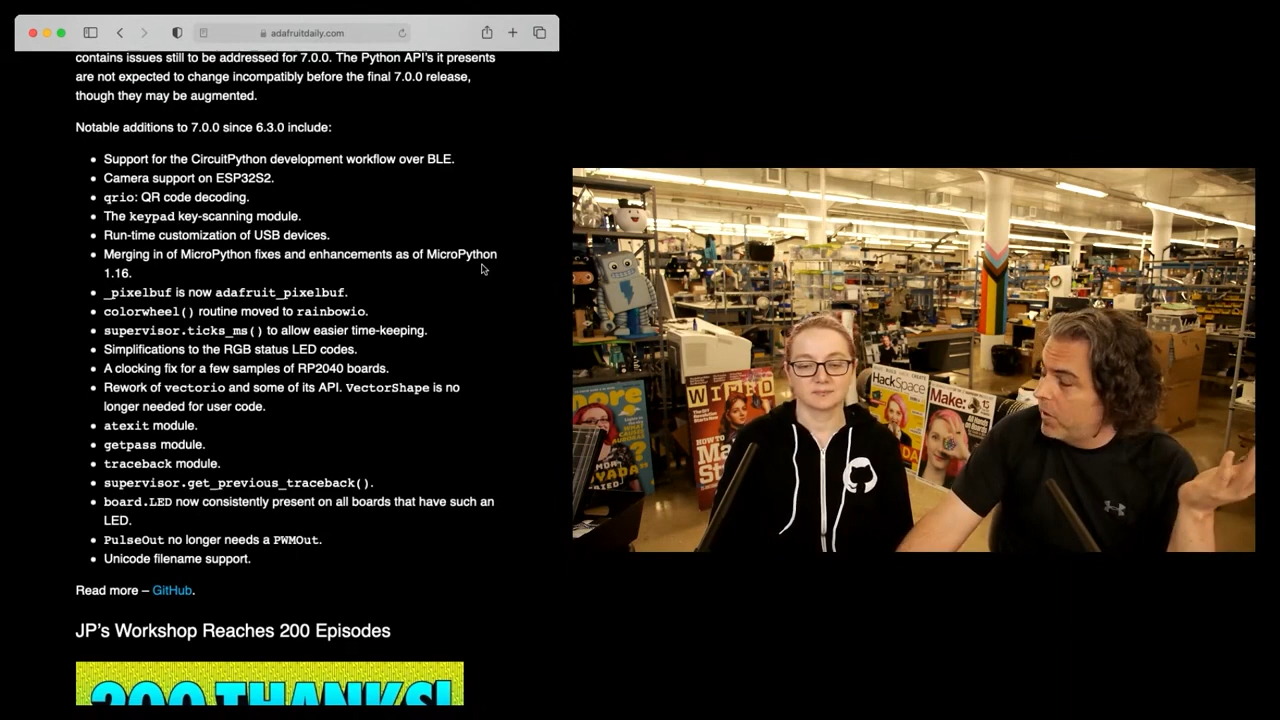 adafruitdaily.com
contains issues still to be addressed for 7.0.0. The Python API's it presents
are not expected to change incompatibly before the final 7.0.0 release,
though they may be augmented.
Notable additions to 7.0.0 since 6.3.0 include:
Support for the CircuitPython development workflow over BLE.
Camera support on ESP32S2.
qrio: QR code decoding.
The keypad key-scanning module.
Run-time customization of USB devices.
Merging in of MicroPython fixes and enhancements as of MicroPython
1.16.
_pixelbuf is now adafruit_pixelbuf.
colorwheel() routine moved to rainbowio.
supervisor.ticks_ms() to allow easier time-keeping.
Simplifications to the RGB status LED codes.
A clocking fix for a few samples of RP2040 boards.
Rework of vectorio and some of its API. VectorShape is no
longer needed for user code.
atexit module.
getpass module.
traceback module.
supervisor.get_previous_traceback().
board.LED now consistently present on all boards that have such an
LED.
PulseOut no longer needs a PWMOut.
Unicode filename support.
Read more – GitHub.
JP's Workshop Reaches 200 Episodes
200 THANKS!
WIRED
HOW TO
HackSpace
Make: